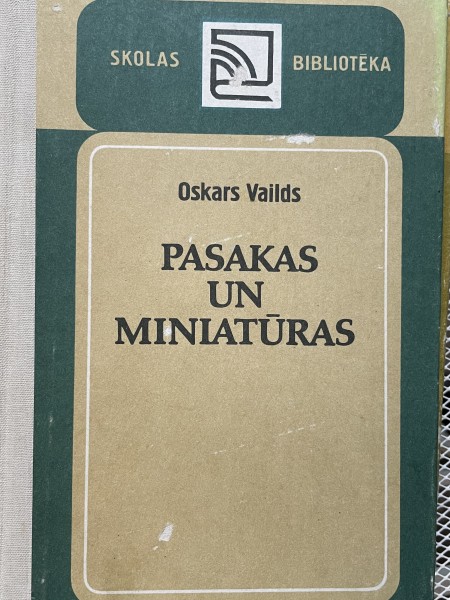 SKOLAS BIBLIOTĒKA
Oskars Vailds
PASAKAS
UN
MINIATŪRAS